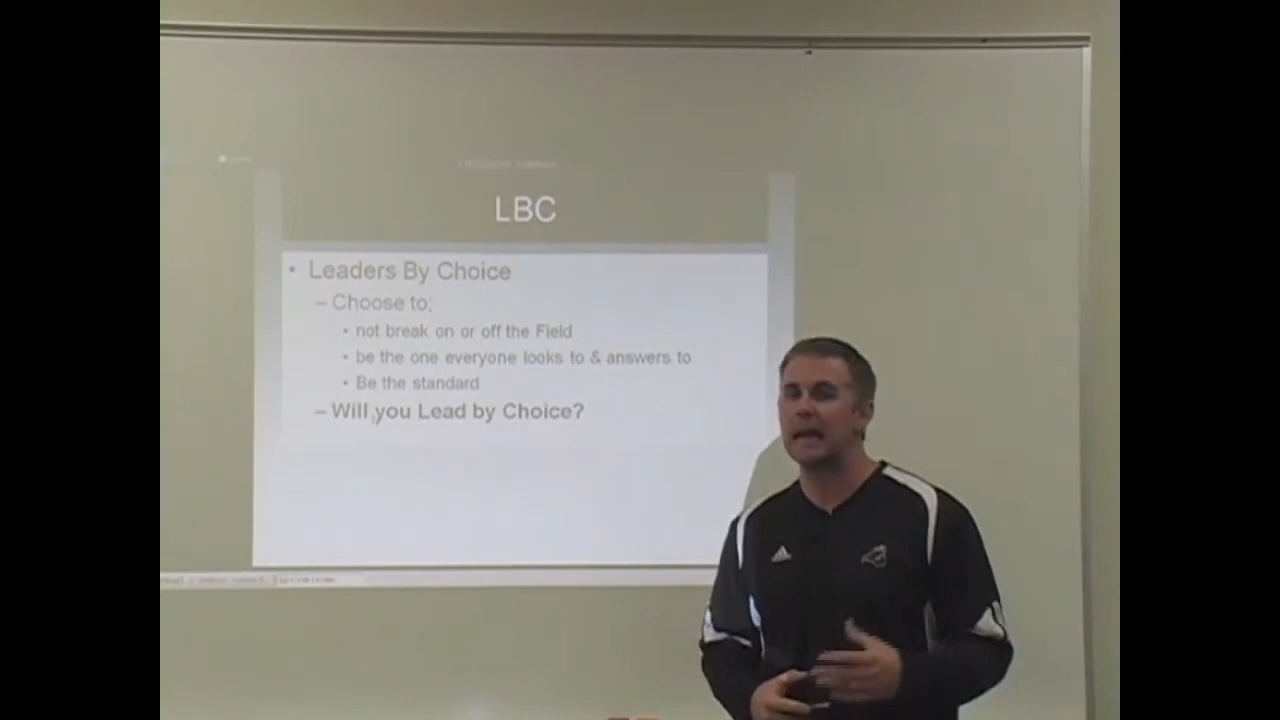 LBC
• Leaders By Choice
– Choose to;
• not break on or off the Field
• be the one everyone looks to & answers to
• Be the standard
– Will you Lead by Choice?